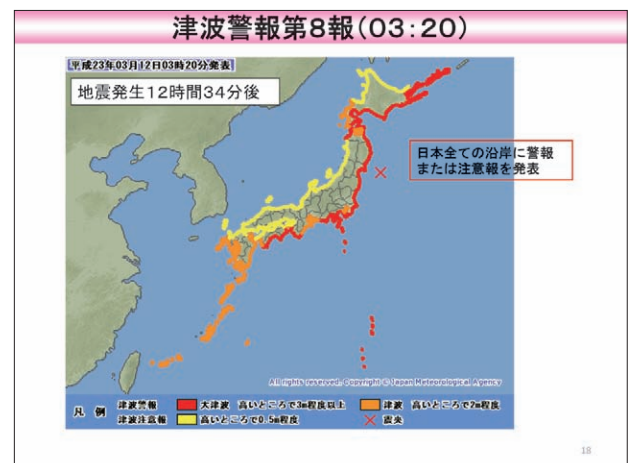 津波警報第8報(03:20)
平成23年03月12日03時20分発表
地震発生12時間34分後
日本全ての沿岸に警報
または注意報を発表
All rights reserved. Copyright © Japan Meteorological Agency
凡 例 津波警報 大津波 高いところで3m程度以上 津波 高いところで2m程度
津波注意報 高いところで0.5m程度 震央
18